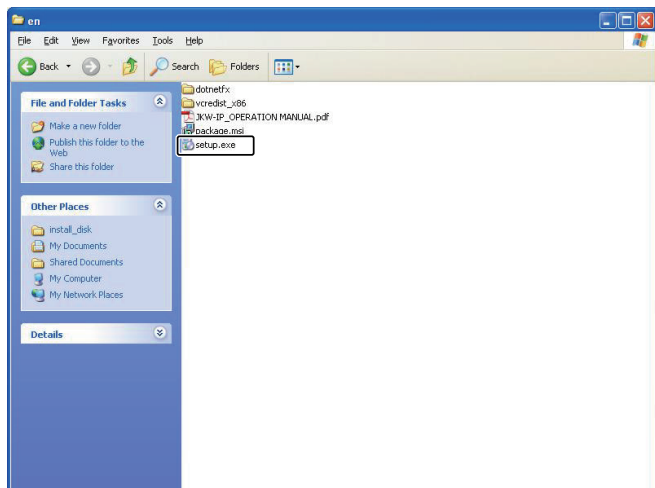 en
File Edit View Favorites Tools Help
Back Search Folders
File and Folder Tasks
Make a new folder
Publish this folder to the
Web
Share this folder
Other Places
install_disk
My Documents
Shared Documents
My Computer
My Network Places
Details
dotnetfx
vcredist_x86
JKW-IP_OPERATION MANUAL.pdf
package.msi
setup.exe